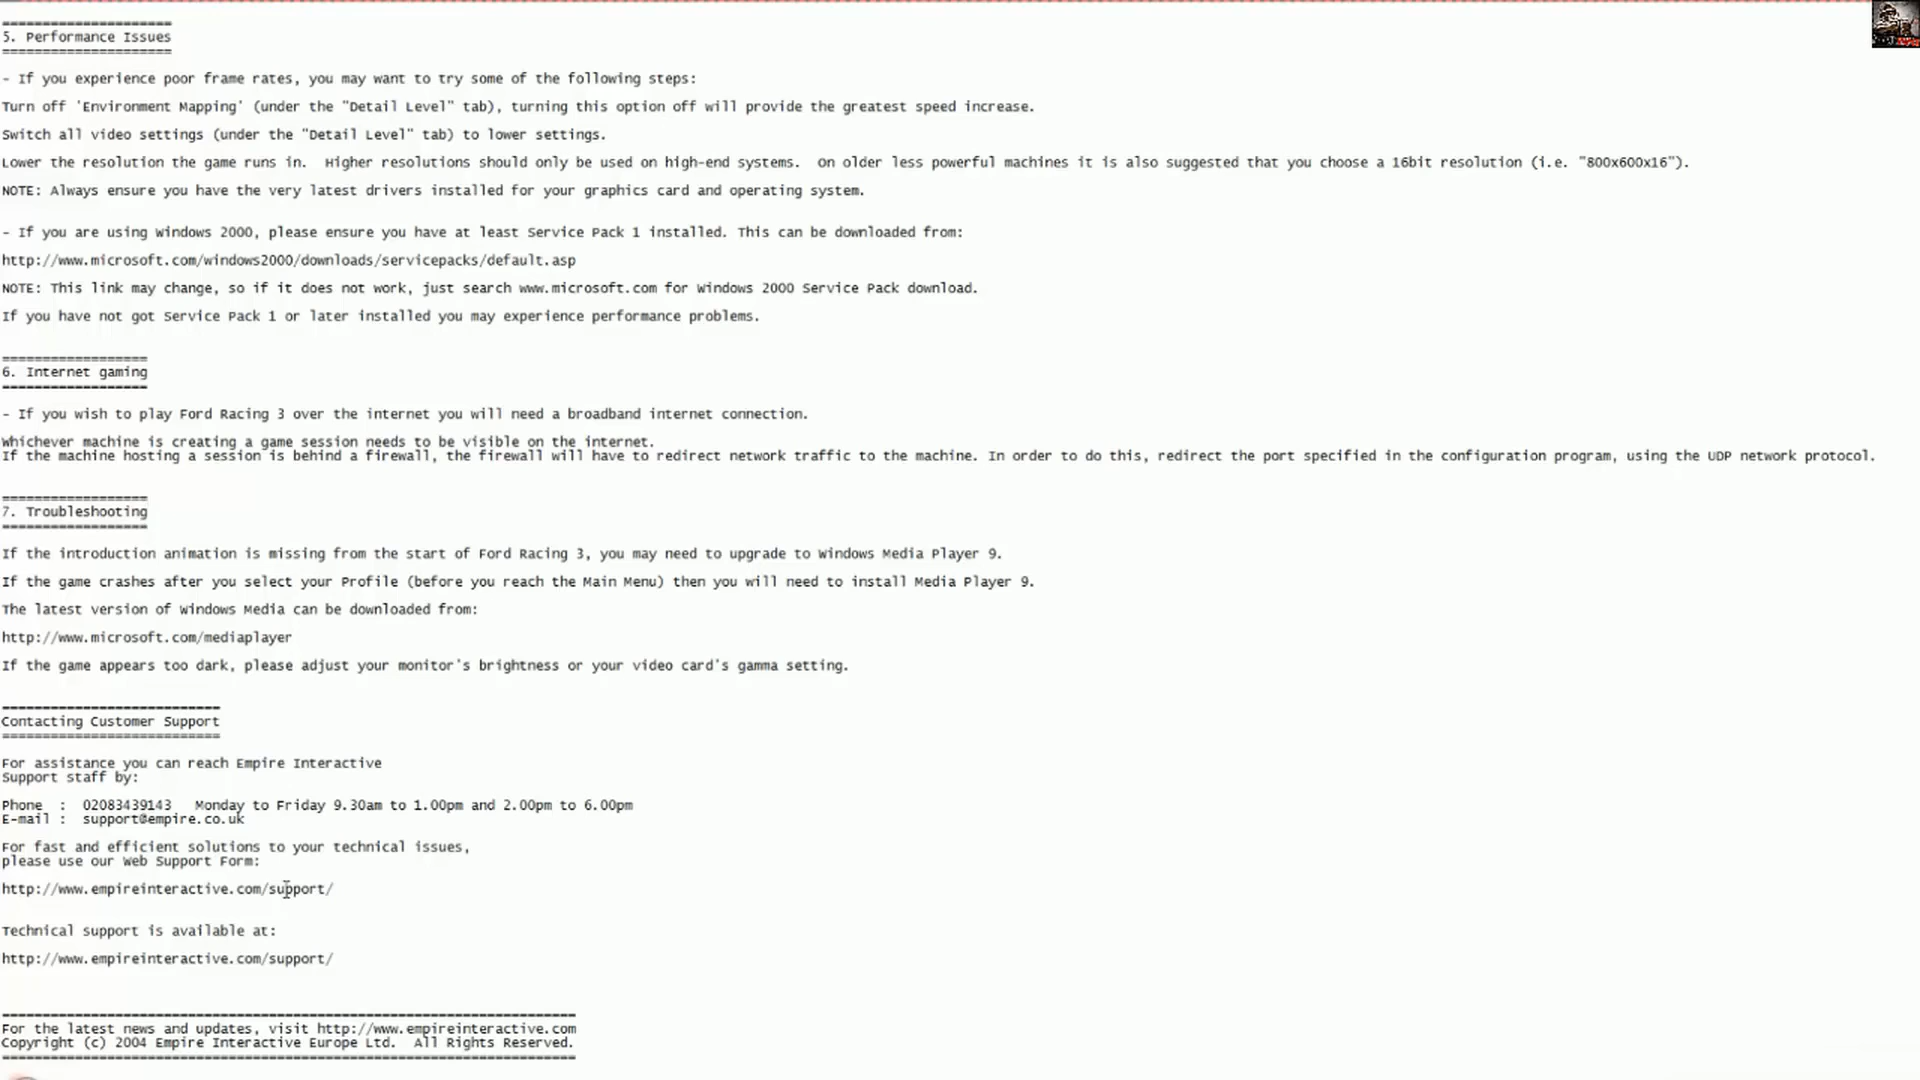 =====================
5. Performance Issues
=====================
- If you experience poor frame rates, you may want to try some of the following steps:
Turn off 'Environment Mapping' (under the "Detail Level" tab), turning this option off will provide the greatest speed increase.
Switch all video settings (under the "Detail Level" tab) to lower settings.
Lower the resolution the game runs in.  Higher resolutions should only be used on high-end systems.  On older less powerful machines it is also suggested that you choose a 16bit resolution (i.e. "800x600x16").
NOTE: Always ensure you have the very latest drivers installed for your graphics card and operating system.
- If you are using Windows 2000, please ensure you have at least Service Pack 1 installed. This can be downloaded from:
http://www.microsoft.com/windows2000/downloads/servicepacks/default.asp
NOTE: This link may change, so if it does not work, just search www.microsoft.com for Windows 2000 Service Pack download.
If you have not got Service Pack 1 or later installed you may experience performance problems.
==================
6. Internet gaming
==================
- If you wish to play Ford Racing 3 over the internet you will need a broadband internet connection.
Whichever machine is creating a game session needs to be visible on the internet.
If the machine hosting a session is behind a firewall, the firewall will have to redirect network traffic to the machine. In order to do this, redirect the port specified in the configuration program, using the UDP network protocol.
==================
7. Troubleshooting
==================
If the introduction animation is missing from the start of Ford Racing 3, you may need to upgrade to Windows Media Player 9.
If the game crashes after you select your Profile (before you reach the Main Menu) then you will need to install Media Player 9.
The latest version of Windows Media can be downloaded from:
http://www.microsoft.com/mediaplayer
If the game appears too dark, please adjust your monitor's brightness or your video card's gamma setting.
===========================
Contacting Customer Support
===========================
For assistance you can reach Empire Interactive
Support staff by:
Phone  :  02083439143   Monday to Friday 9.30am to 1.00pm and 2.00pm to 6.00pm
E-mail :  support@empire.co.uk
For fast and efficient solutions to your technical issues,
please use our Web Support Form:
http://www.empireinteractive.com/support/
Technical support is available at:
http://www.empireinteractive.com/support/
=======================================================================
For the latest news and updates, visit http://www.empireinteractive.com
Copyright (c) 2004 Empire Interactive Europe Ltd.  All Rights Reserved.
=======================================================================